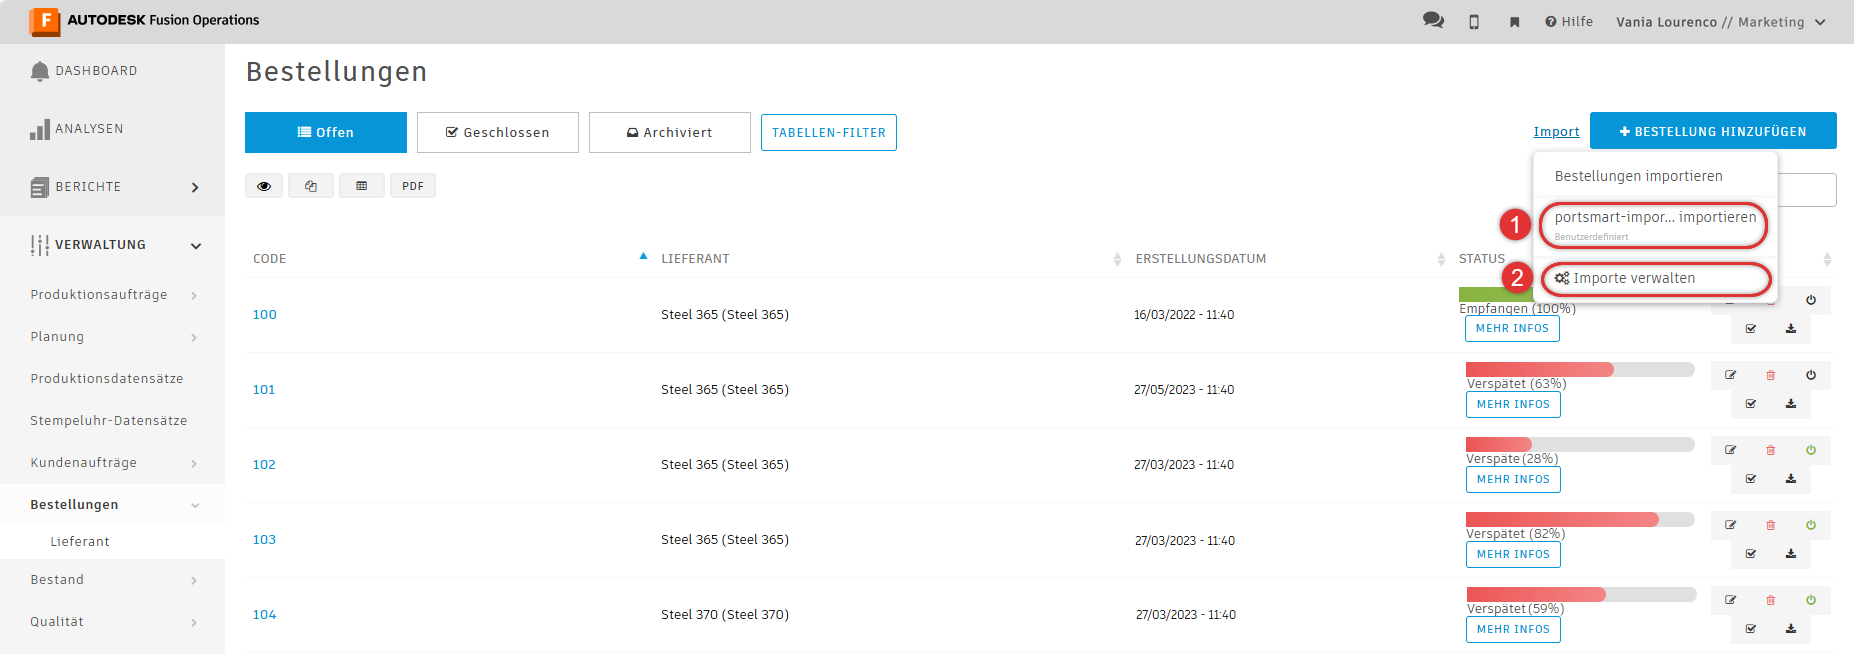 AUTODESK Fusion Operations
Hilfe
Vania Lourenco // Marketing
DASHBOARD
ANALYSEN
BERICHTE
VERWALTUNG
Produktionsaufträge
Planung
Produktionsdatensätze
Stempeluhr-Datensätze
Kundenaufträge
Bestellungen
Lieferant
Bestand
Qualität
Bestellungen
Offen
Geschlossen
Archiviert
TABELLEN-FILTER
Import
+ BESTELLUNG HINZUFÜGEN
PDF
Bestellungen importieren
1
portsmart-impor... importieren
Benutzerdefiniert
2
Importe verwalten
CODE LIEFERANT ERSTELLUNGSDATUM STATUS
100 Steel 365 (Steel 365) 16/03/2022 - 11:40
Empfangen (100%)
MEHR INFOS
101 Steel 365 (Steel 365) 27/05/2023 - 11:40
Verspätet (63%)
MEHR INFOS
102 Steel 365 (Steel 365) 27/03/2023 - 11:40
Verspäte (28%)
MEHR INFOS
103 Steel 365 (Steel 365) 27/03/2023 - 11:40
Verspätet (82%)
MEHR INFOS
104 Steel 370 (Steel 370) 27/03/2023 - 11:40
Verspätet (59%)
MEHR INFOS